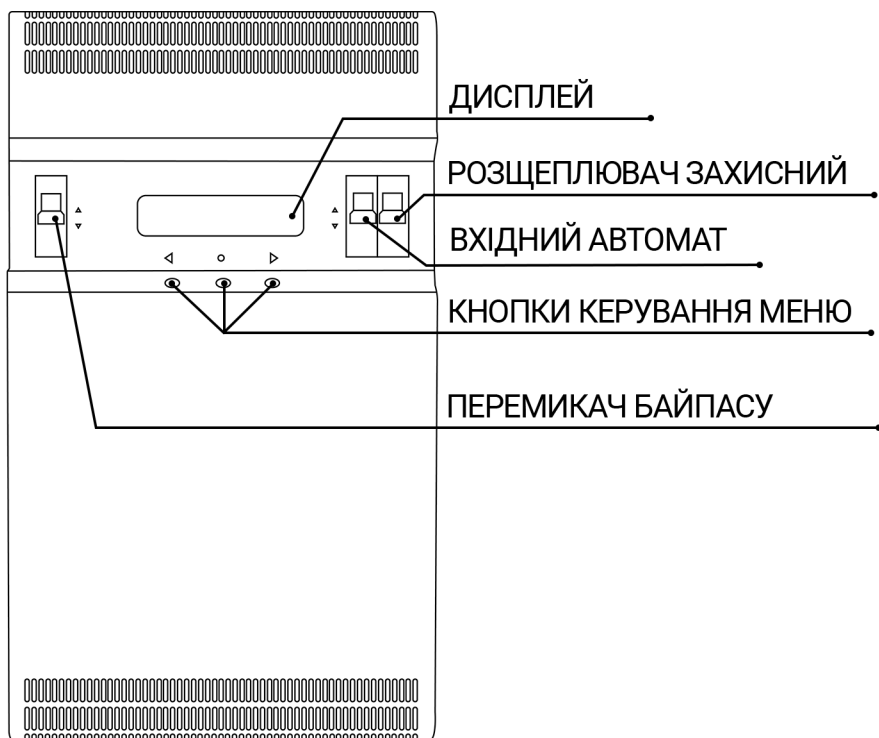 ДИСПЛЕЙ
РОЗЩЕПЛЮВАЧ ЗАХИСНИЙ
ВХІДНИЙ АВТОМАТ
КНОПКИ КЕРУВАННЯ МЕНЮ
ПЕРЕМИКАЧ БАЙПАСУ